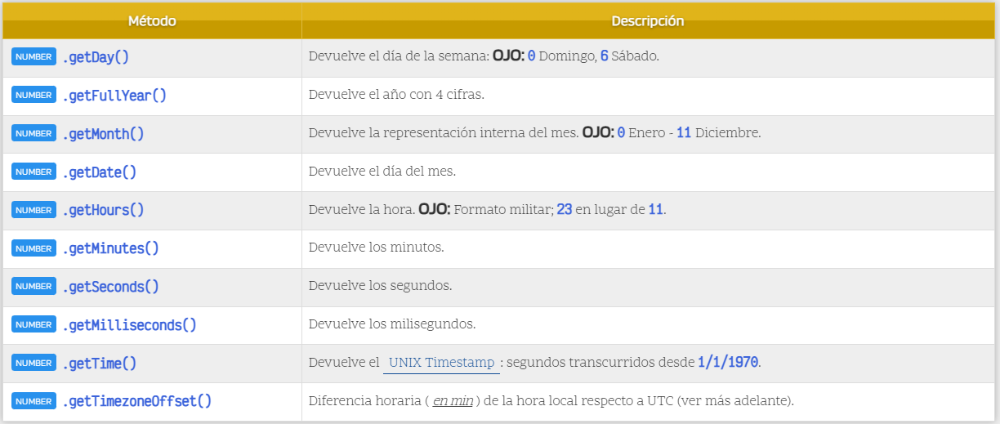 Método Descripción
NUMBER .getDay() Devuelve el día de la semana: OJO: 0 Domingo, 6 Sábado.
NUMBER .getFullYear() Devuelve el año con 4 cifras.
NUMBER .getMonth() Devuelve la representación interna del mes. OJO: 0 Enero - 11 Diciembre.
NUMBER .getDate() Devuelve el día del mes.
NUMBER .getHours() Devuelve la hora. OJO: Formato militar; 23 en lugar de 11.
NUMBER .getMinutes() Devuelve los minutos.
NUMBER .getSeconds() Devuelve los segundos.
NUMBER .getMilliseconds() Devuelve los milisegundos.
NUMBER .getTime() Devuelve el UNIX Timestamp : segundos transcurridos desde 1/1/1970.
NUMBER .getTimezoneOffset() Diferencia horaria ( en min ) de la hora local respecto a UTC (ver más adelante).